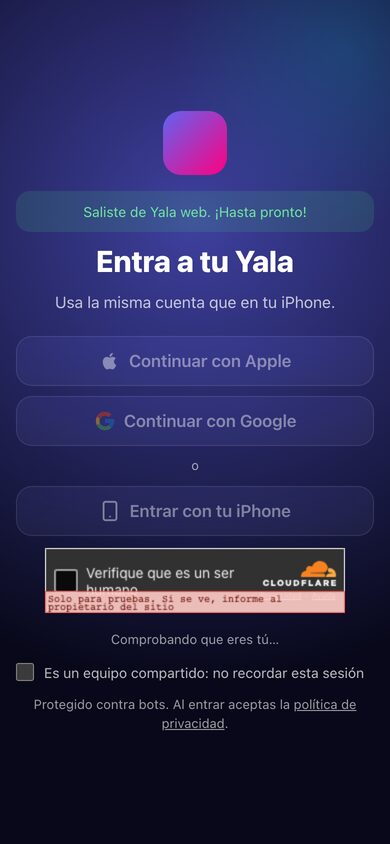 Saliste de Yala web. ¡Hasta pronto!
Entra a tu Yala
Usa la misma cuenta que en tu iPhone.
Continuar con Apple
Continuar con Google
o
Entrar con tu iPhone
Verifique que es un ser
humano
CLOUDFLARE
Solo para pruebas. Si se ve, informe al
propietario del sitio
Comprobando que eres tú...
Es un equipo compartido: no recordar esta sesión
Protegido contra bots. Al entrar aceptas la política de
privacidad.